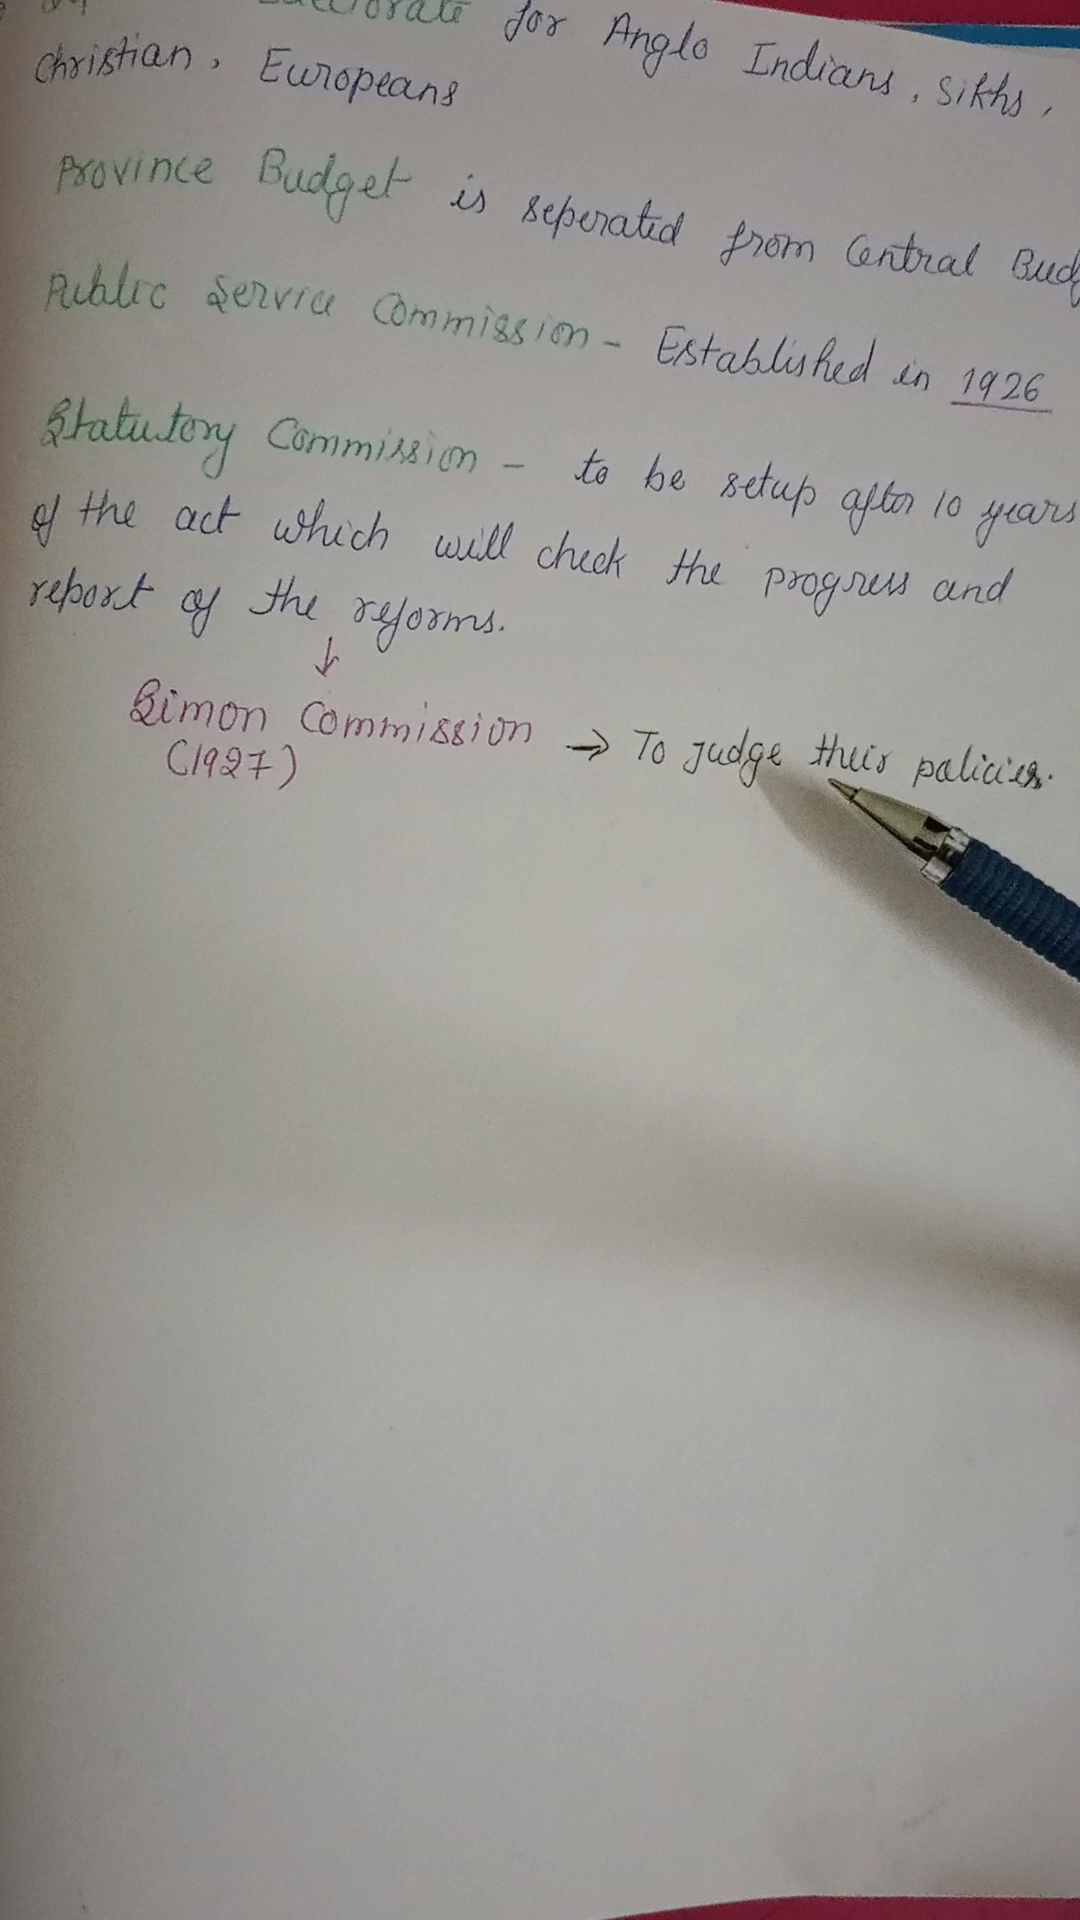 Electorate for Anglo Indians, Sikhs,
Christian, Europeans
Province Budget is seperated from Central Bud
Public Service Commission - Established in 1926
Statutory Commission - to be setup after 10 years
of the act which will check the progress and
report of the reforms.
↓
Simon Commission → To judge their policies.
(1927)